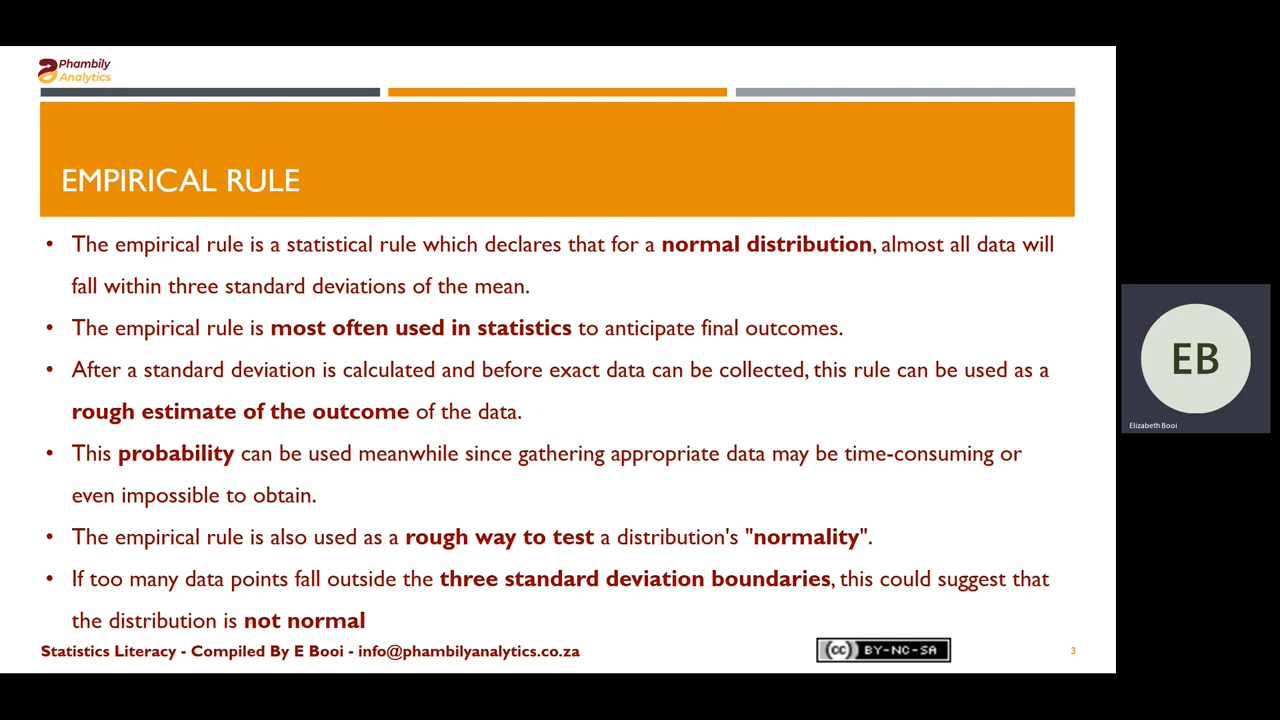 Phambily
Analytics
EMPIRICAL RULE
• The empirical rule is a statistical rule which declares that for a normal distribution, almost all data will
fall within three standard deviations of the mean.
• The empirical rule is most often used in statistics to anticipate final outcomes.
• After a standard deviation is calculated and before exact data can be collected, this rule can be used as a
rough estimate of the outcome of the data.
• This probability can be used meanwhile since gathering appropriate data may be time-consuming or
even impossible to obtain.
• The empirical rule is also used as a rough way to test a distribution's "normality".
• If too many data points fall outside the three standard deviation boundaries, this could suggest that
the distribution is not normal
Statistics Literacy - Compiled By E Booi - info@phambilyanalytics.co.za
cc BY-NC-SA
3
EB
Elizabeth Booi